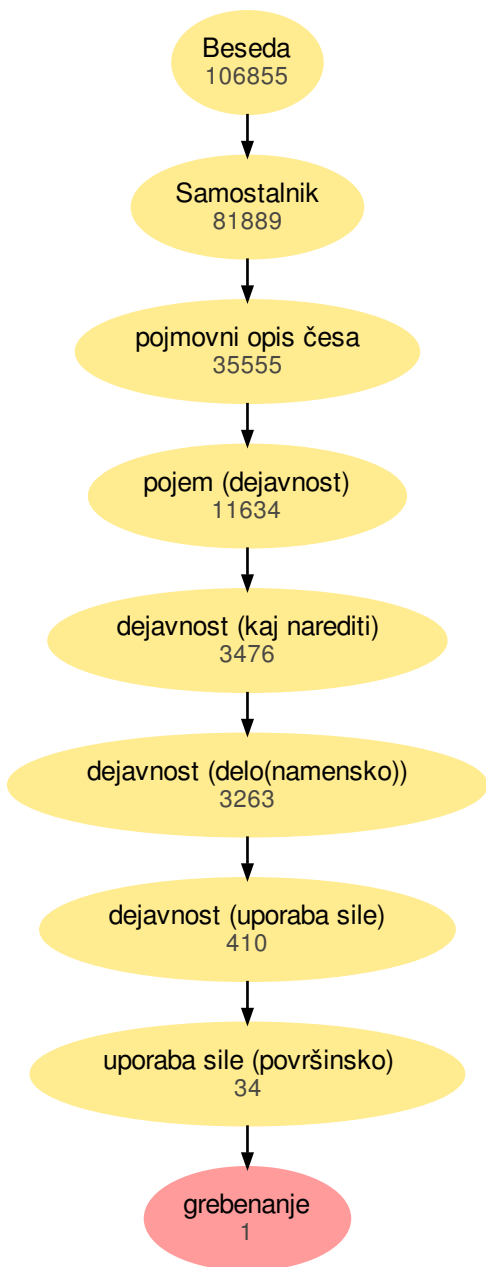 Beseda
106855
Samostalnik
81889
pojmovni opis česa
35555
pojem (dejavnost)
11634
dejavnost (kaj narediti)
3476
dejavnost (delo(namensko))
3263
dejavnost (uporaba sile)
410
uporaba sile (površinsko)
34
grebenanje
1